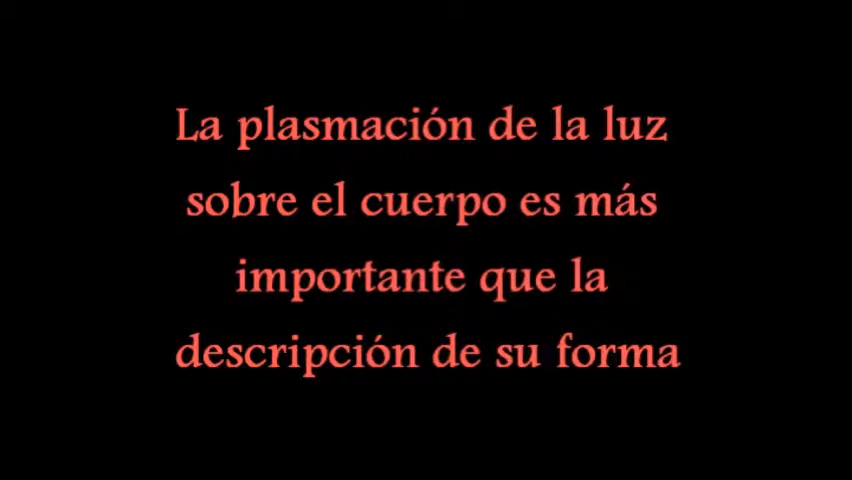 La plasmación de la luz
sobre el cuerpo es más
importante que la
descripción de su forma